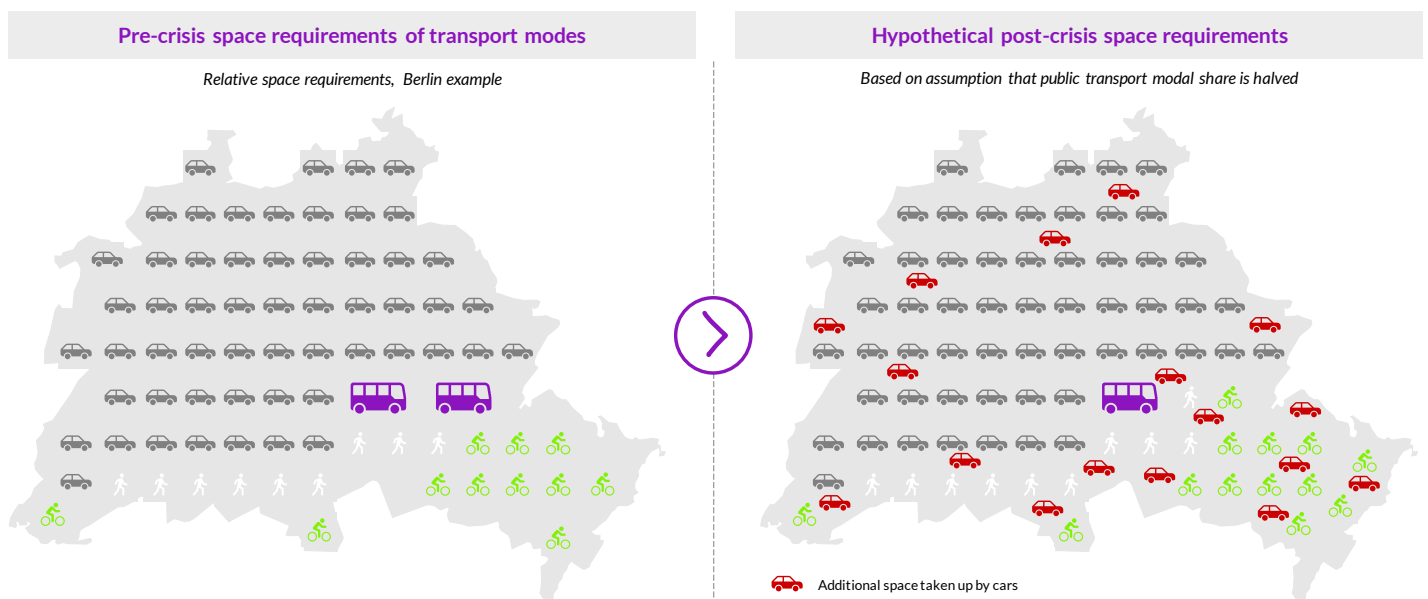 Pre-crisis space requirements of transport modes
Relative space requirements, Berlin example
Hypothetical post-crisis space requirements
Based on assumption that public transport modal share is halved
Additional space taken up by cars